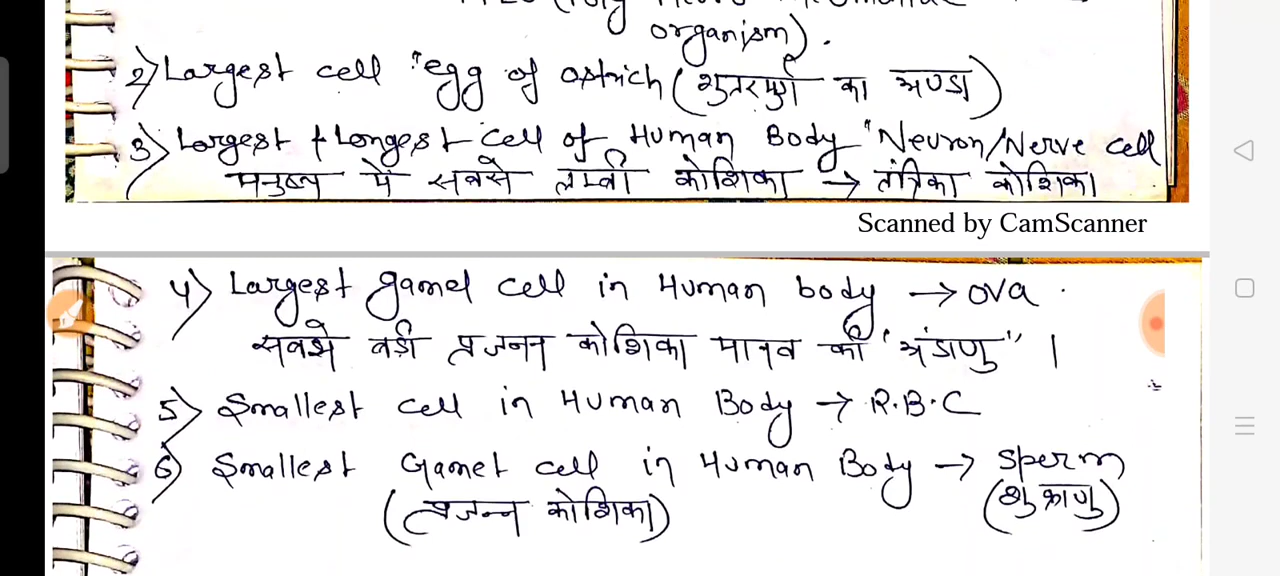 organism).
2) Largest cell "egg of ostrich (शुतरमुर्ग का अण्डा)
3) Largest + Longest cell of Human Body "Neuron/Nerve cell
मनुष्य में सबसे लम्बी कोशिका → तंत्रिका कोशिका
Scanned by CamScanner
4) Largest gamet cell in Human body → ova.
सबसे बड़ी प्रजनन कोशिका मानव की "अंडाणु" ।
5) Smallest cell in Human Body → R.B.C
6) Smallest Gamet cell in Human Body → Sperm
(प्रजन्न कोशिका) (शुक्राणु)